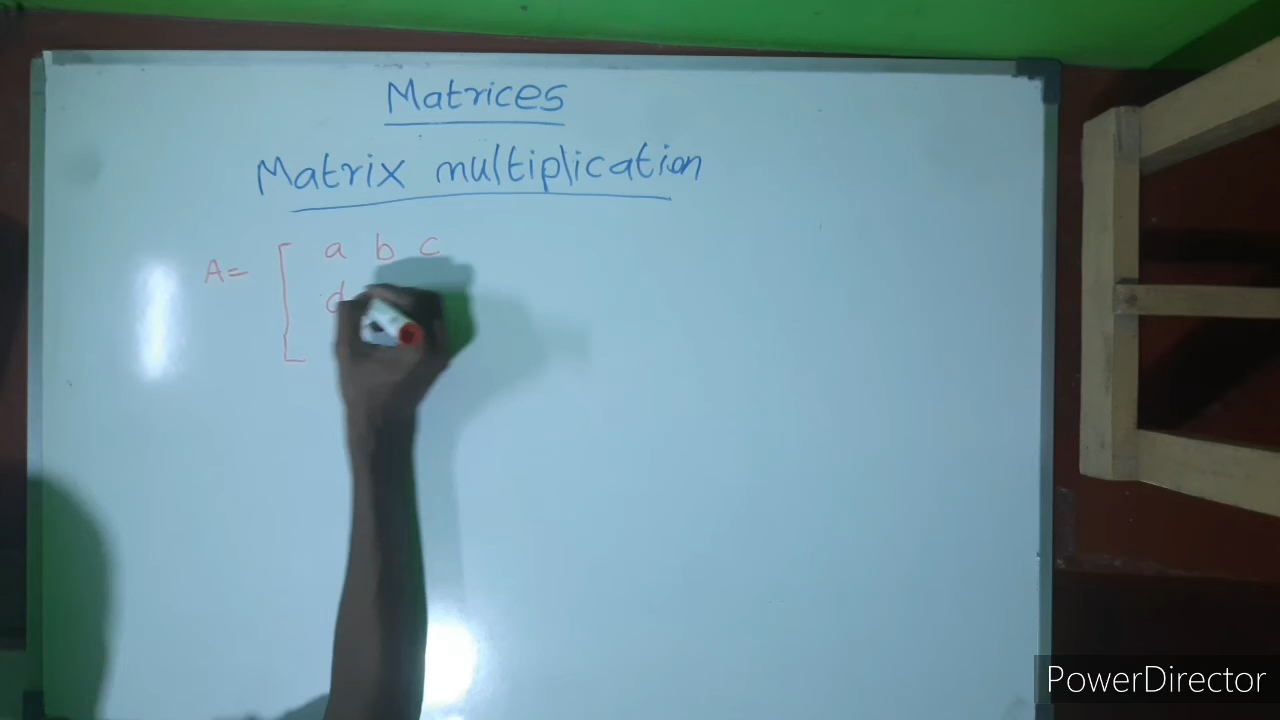 Matrices
Matrix multiplication
A= [ a b c
d
PowerDirector